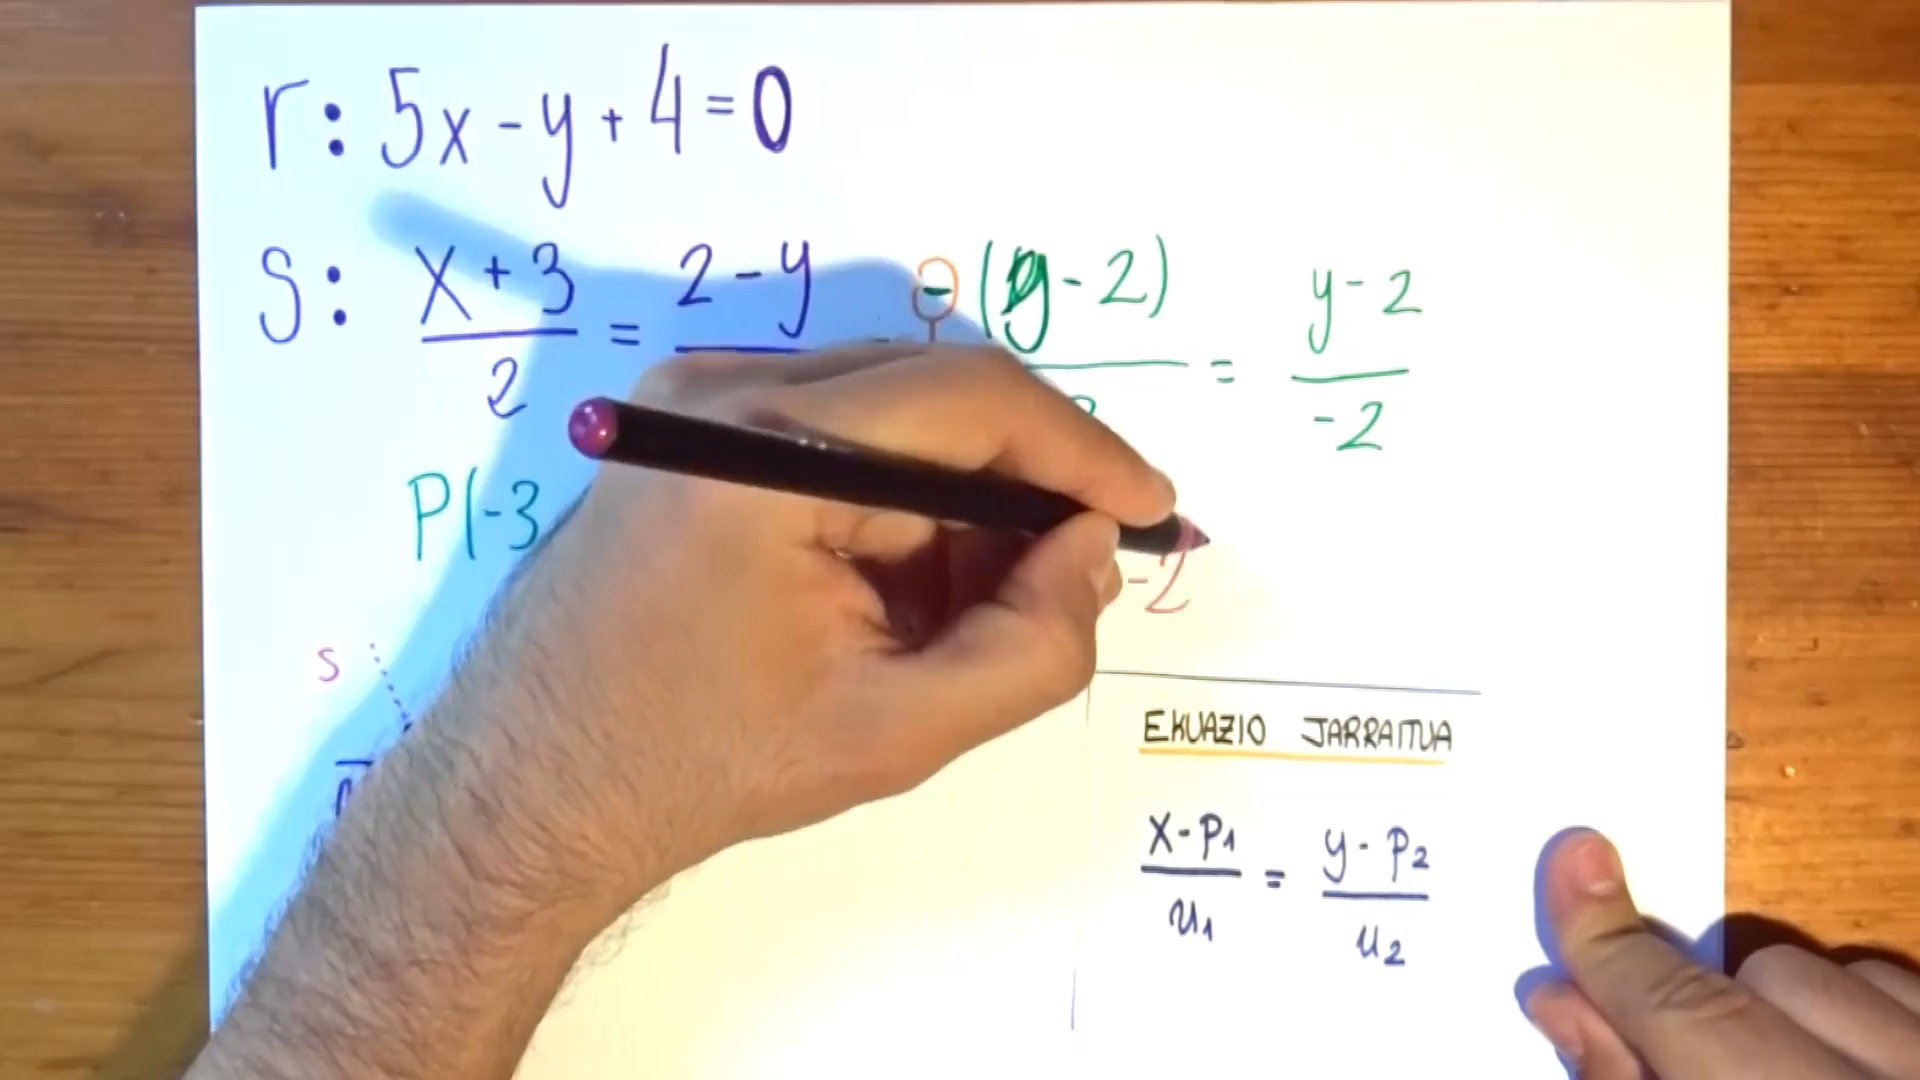 r: 5x - y + 4 = 0
s: x + 3 / 2 = 2 - y = -(y - 2) = y - 2 / -2
P(-3
-2
s
EKUAZIO JARRAITUA
x - p1 / u1 = y - p2 / u2